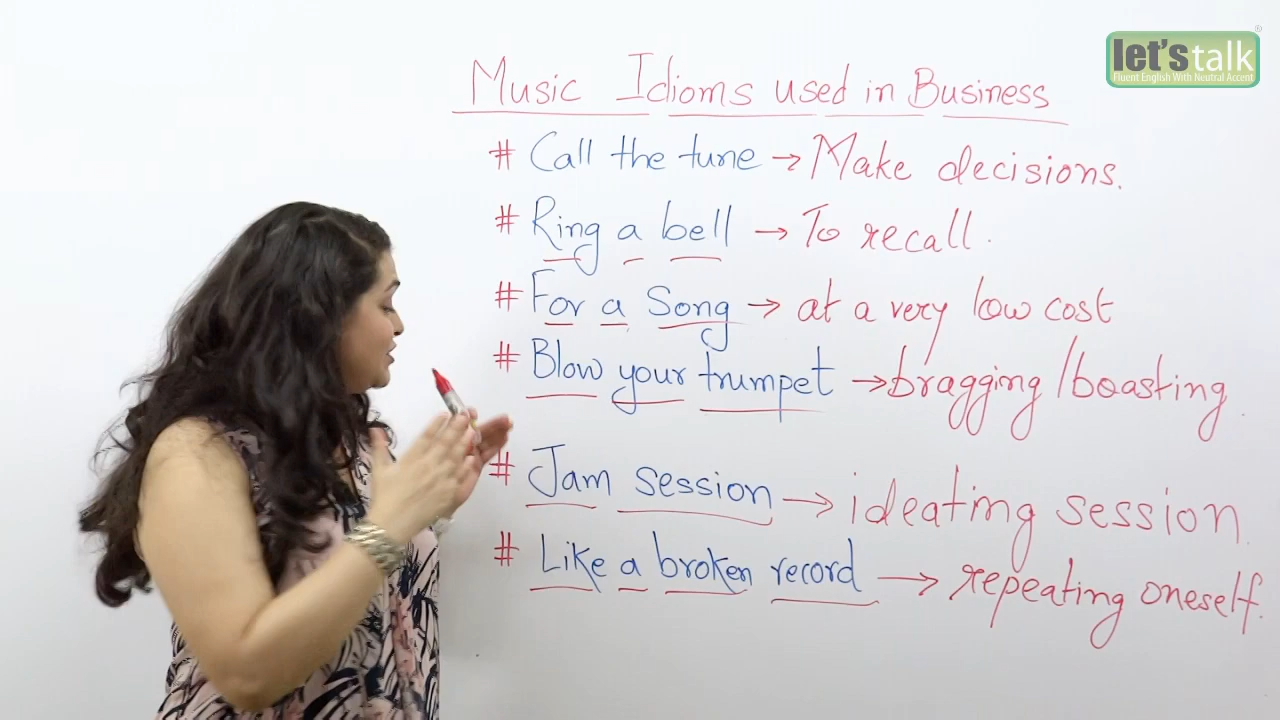 let's talk
®
Fluent English With Neutral Accent
Music Idioms used in Business
# Call the tune → Make decisions.
# Ring a bell → To recall.
# For a Song → at a very low cost
# Blow your trumpet → bragging/boasting.
# Jam session → ideating session.
# Like a broken record → repeating oneself.